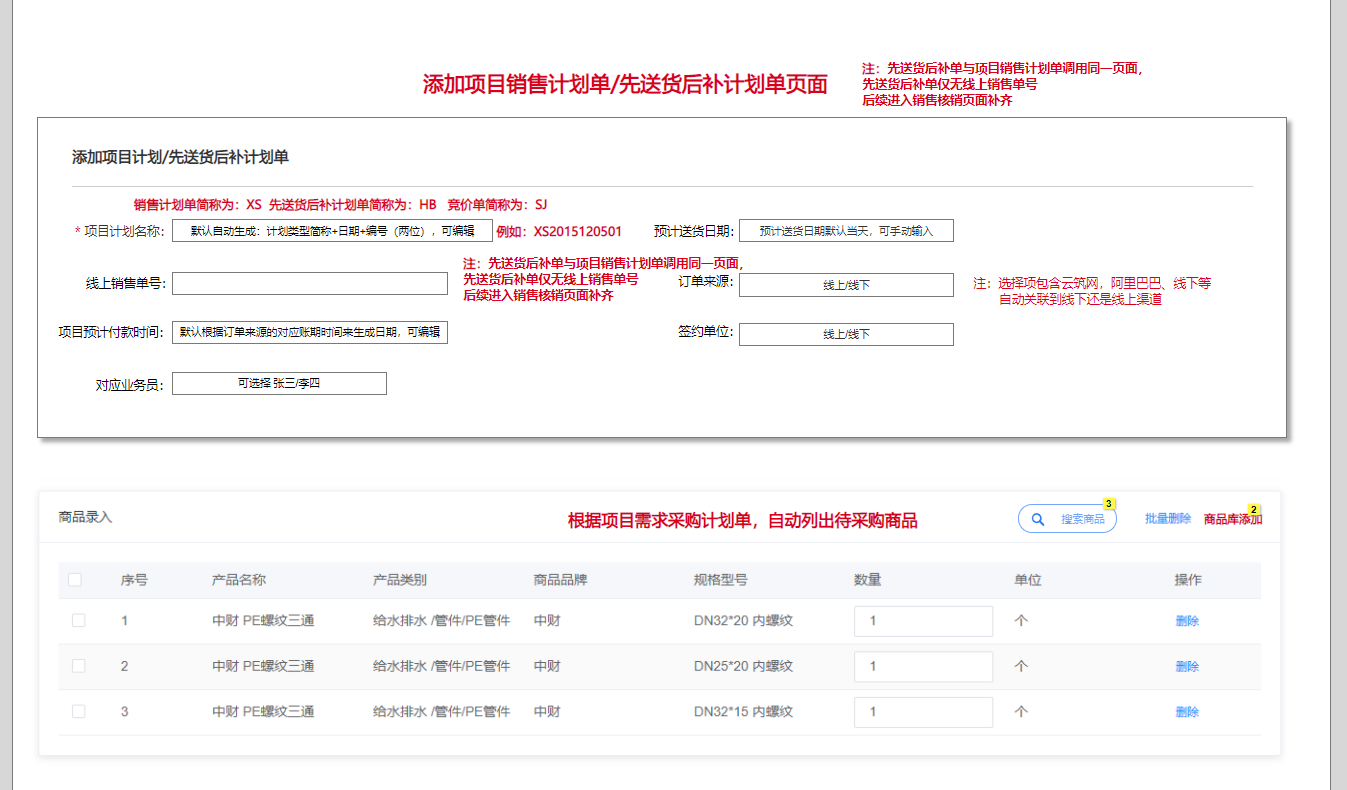 添加项目销售计划单/先送货后补计划单页面
注：先送货后补单与项目销售计划单调用同一页面，
先送货后补单仅无线上销售单号
后续进入销售核销页面补齐
添加项目计划/先送货后补计划单
销售计划单简称为：XS 先送货后补计划单简称为：HB 竞价单简称为：SJ
* 项目计划名称: 默认自动生成：计划类型简称+日期+编号（两位），可编辑 例如：XS2015120501 预计送货日期: 预计送货日期默认当天，可手动输入
线上销售单号:
注：先送货后补单与项目销售计划单调用同一页面，
先送货后补单仅无线上销售单号
后续进入销售核销页面补齐
订单来源: 线上/线下
注：选择项包含云筑网，阿里巴巴、线下等
自动关联到线下还是线上渠道
项目预计付款时间: 默认根据订单来源的对应账期时间来生成日期，可编辑 签约单位: 线上/线下
对应业务员: 可选择 张三/李四
商品录入 根据项目需求采购计划单，自动列出待采购商品 搜索商品 3 批量删除 商品库添加 2
序号 产品名称 产品类别 商品品牌 规格型号 数量 单位 操作
1 中财 PE螺纹三通 给水排水 /管件/PE管件 中财 DN32*20 内螺纹 1 个 删除
2 中财 PE螺纹三通 给水排水 /管件/PE管件 中财 DN25*20 内螺纹 1 个 删除
3 中财 PE螺纹三通 给水排水 /管件/PE管件 中财 DN32*15 内螺纹 1 个 删除